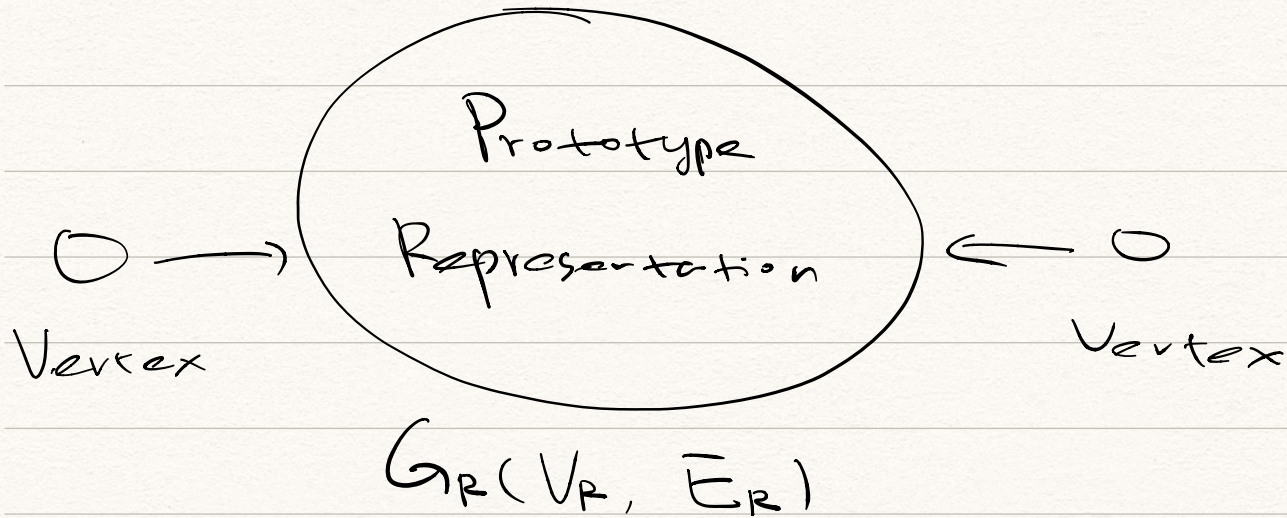 Prototype
Representation
Vertex
Vertex
G_R(V_R, E_R)